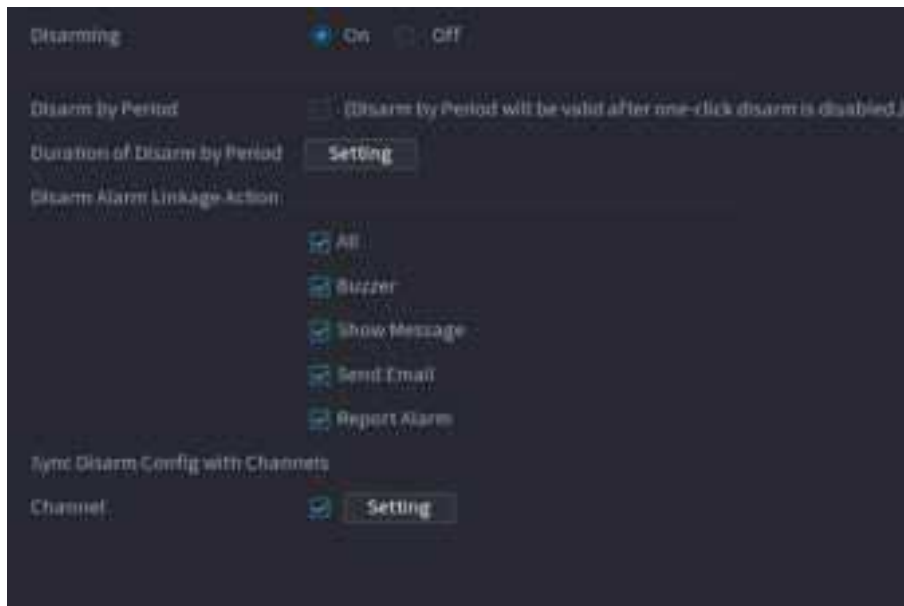 Disarming On Off
Disarm by Period (Disarm by Period will be valid after one-click disarm is disabled.)
Duration of Disarm by Period Setting
Disarm Alarm Linkage Action
All
Buzzer
Show Message
Send Email
Report Alarm
Sync Disarm Config with Channels
Channel Setting